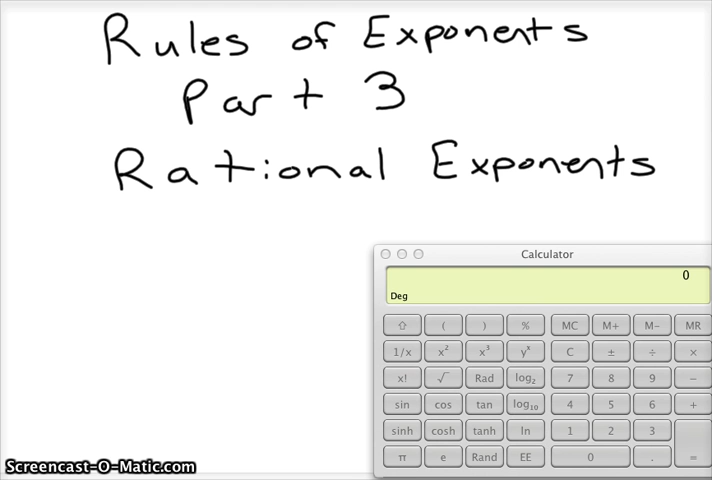 Rules of Exponents
Part 3
Rational Exponents
Calculator
0
Deg
⇧ ( ) % MC M+ M− MR
1/x x² x³ yˣ C ± ÷ ×
x! √ Rad log₂ 7 8 9 −
sin cos tan log₁₀ 4 5 6 +
sinh cosh tanh ln 1 2 3
π e Rand EE 0 . =
Screencast-O-Matic.com